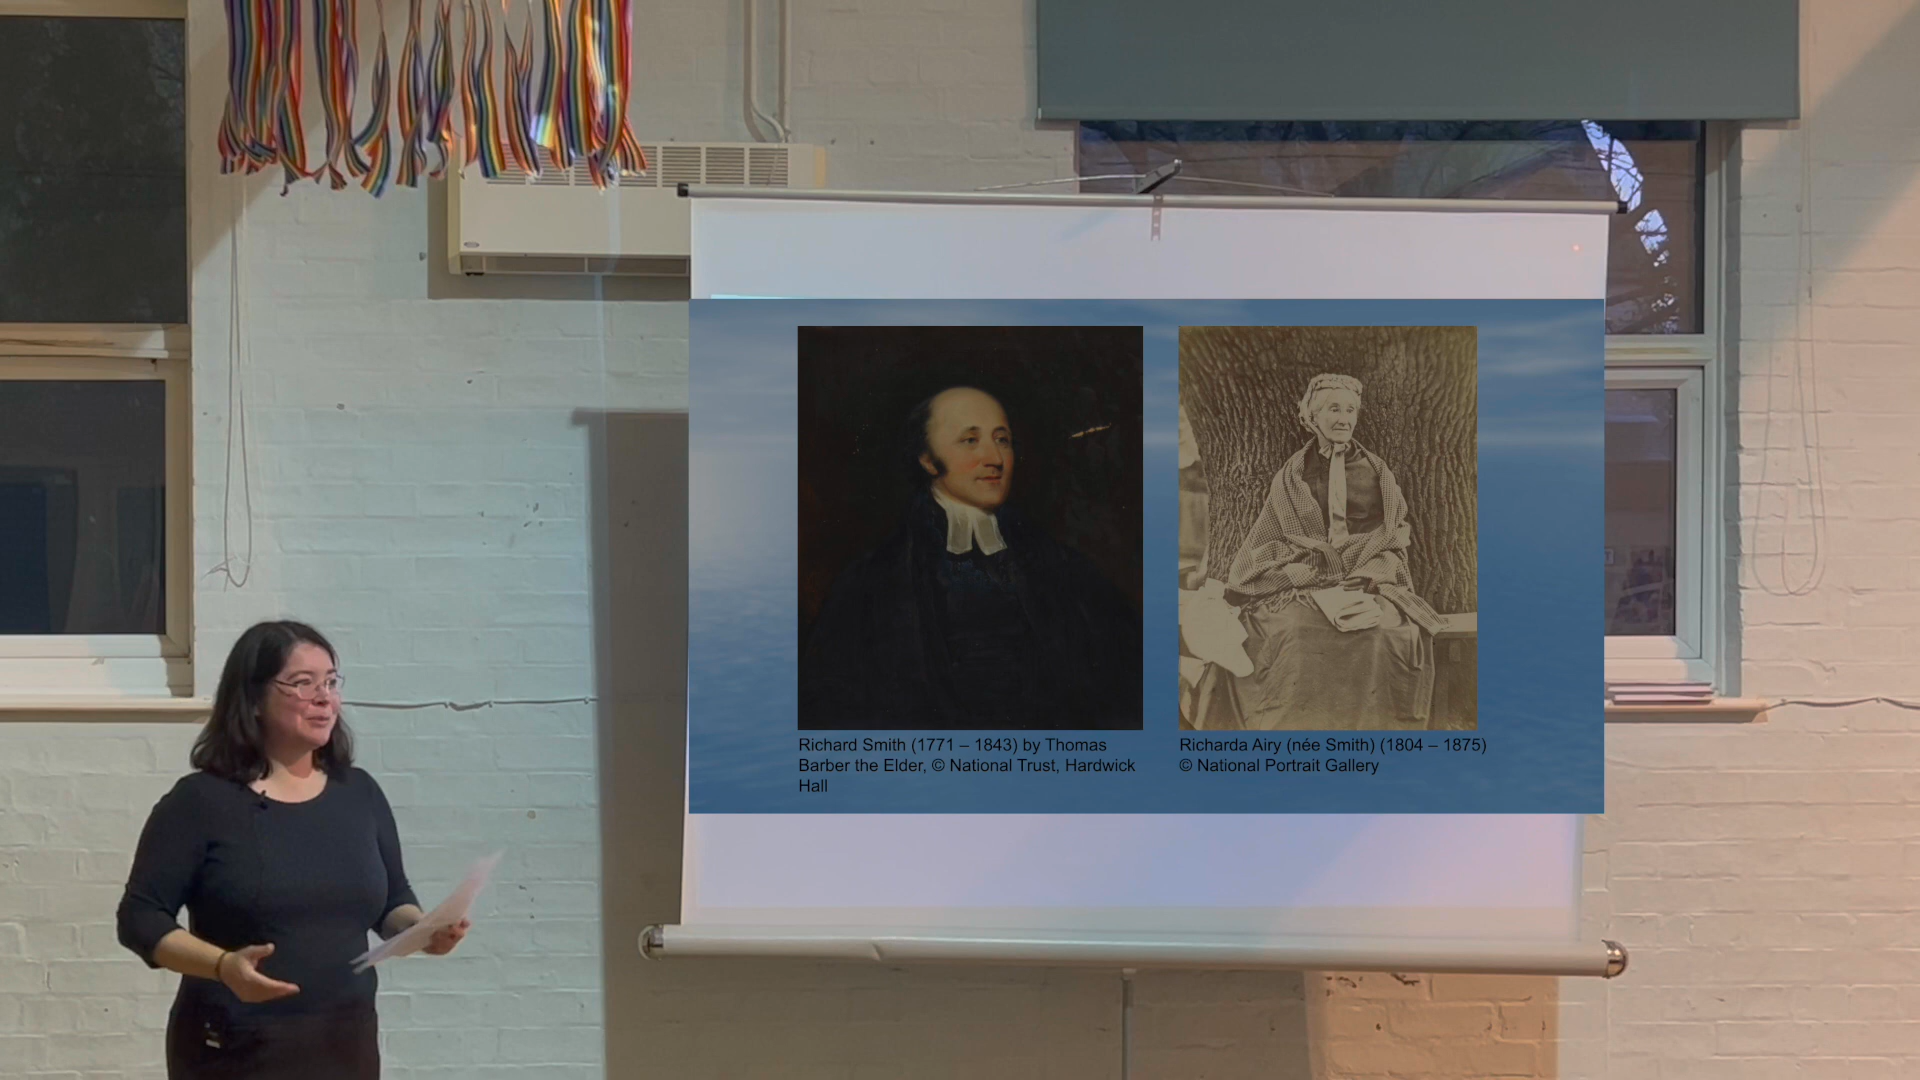 Richard Smith (1771 – 1843) by Thomas
Barber the Elder, © National Trust, Hardwick
Hall
Richarda Airy (née Smith) (1804 – 1875)
© National Portrait Gallery